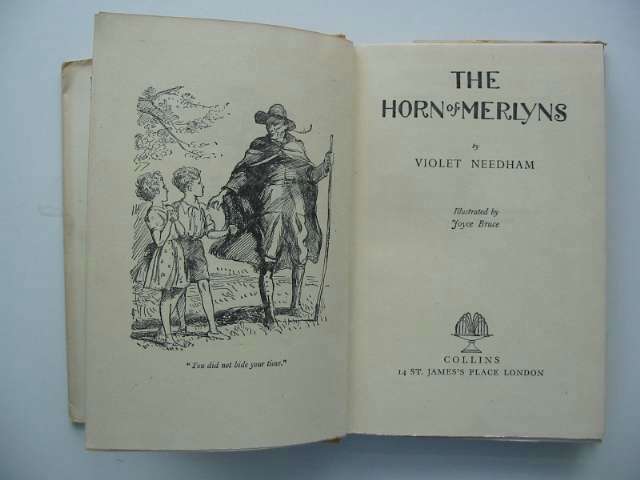 "You did not bide your time."
THE
HORN of MERLYNS
by
VIOLET NEEDHAM
Illustrated by
Joyce Bruce
COLLINS
14 ST. JAMES'S PLACE LONDON